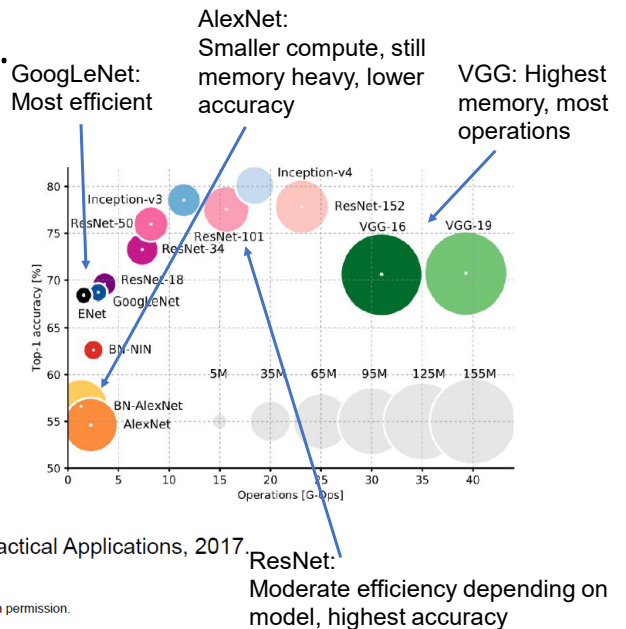 AlexNet:
Smaller compute, still
memory heavy, lower
accuracy
.
GoogLeNet:
Most efficient
VGG: Highest
memory, most
operations
Inception-v4
Inception-v3
ResNet-152
ResNet-50
VGG-16
VGG-19
ResNet-101
ResNet-34
ResNet-18
GoogLeNet
ENet
BN-NIN
5M
35M
65M
95M
125M
155M
BN-AlexNet
AlexNet
Top-1 accuracy [%]
80
75
70
65
60
55
50
0
5
10
15
20
25
30
35
40
Operations [G-Ops]
actical Applications, 2017.
ResNet:
Moderate efficiency depending on
model, highest accuracy
permission.